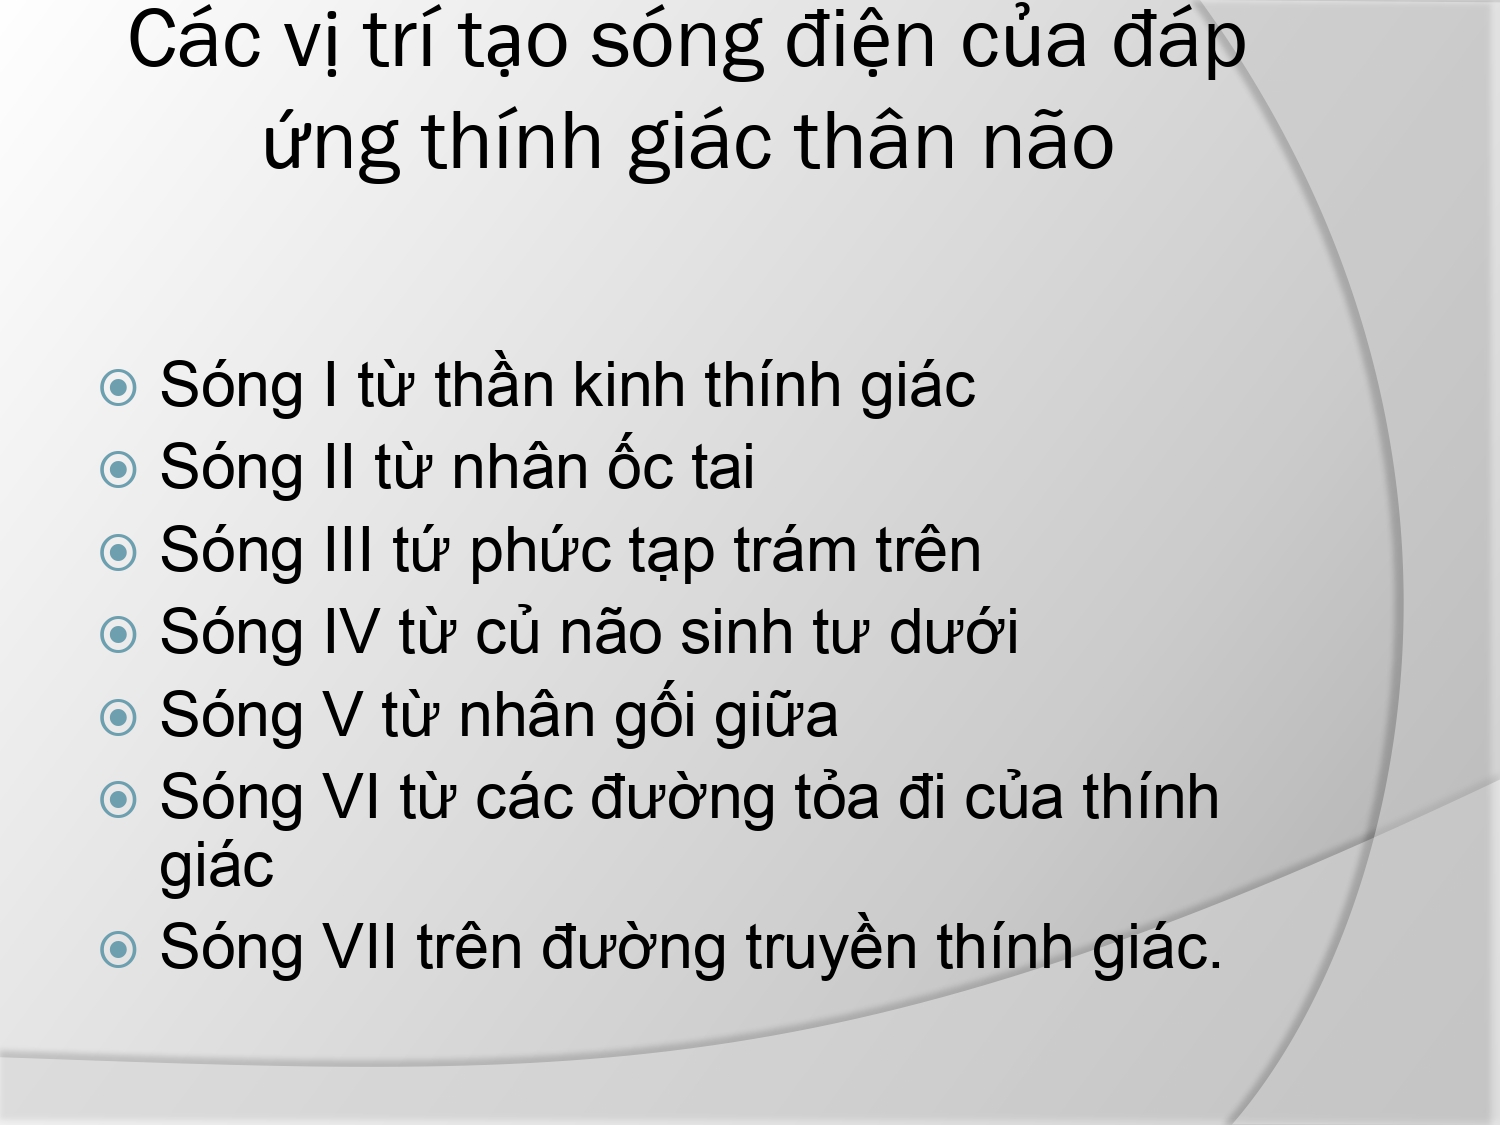 Các vị trí tạo sóng điện của đáp
ứng thính giác thân não
Sóng I từ thần kinh thính giác
Sóng II từ nhân ốc tai
Sóng III tứ phức tạp trám trên
Sóng IV từ củ não sinh tư dưới
Sóng V từ nhân gối giữa
Sóng VI từ các đường tỏa đi của thính
giác
Sóng VII trên đường truyền thính giác.